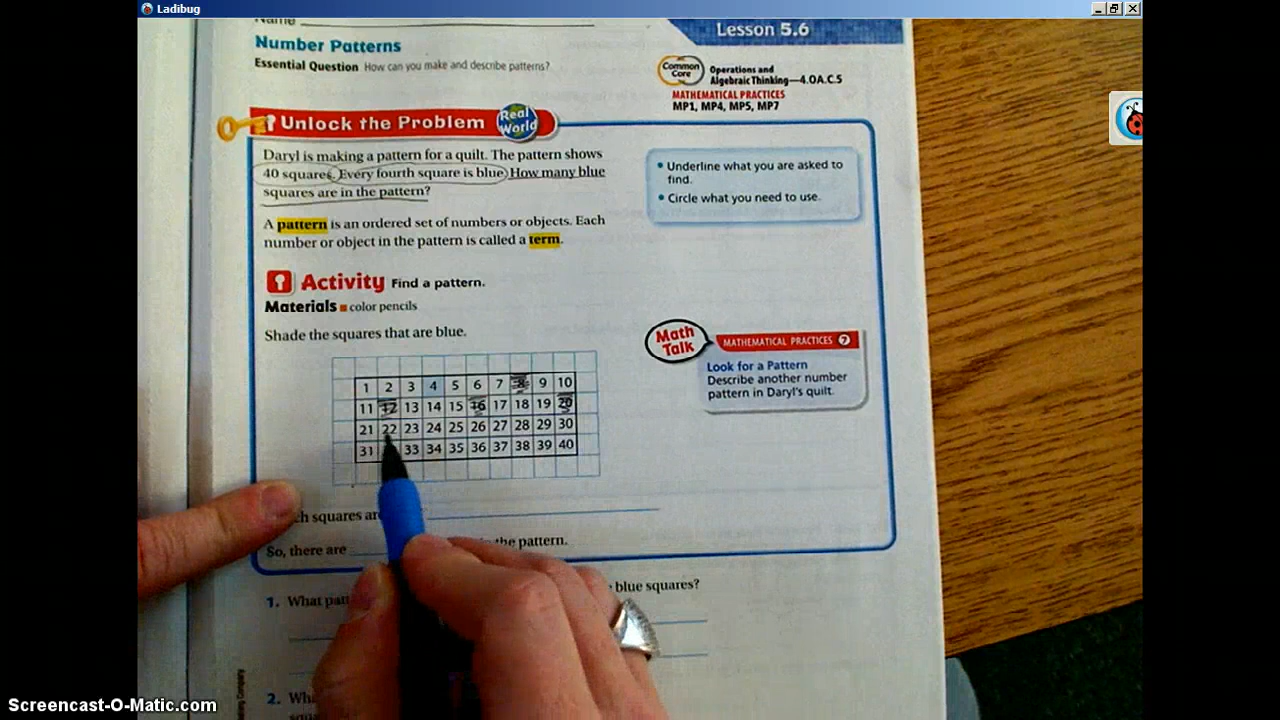 Ladibug
Lesson 5.6
Name
Number Patterns
Essential Question How can you make and describe patterns?
Common Core
Operations and
Algebraic Thinking—4.OA.C.5
MATHEMATICAL PRACTICES
MP1, MP4, MP5, MP7
Unlock the Problem
Real World
Daryl is making a pattern for a quilt. The pattern shows
40 squares. Every fourth square is blue. How many blue
squares are in the pattern?
• Underline what you are asked to
find.
• Circle what you need to use.
A pattern is an ordered set of numbers or objects. Each
number or object in the pattern is called a term.
Activity Find a pattern.
Materials ■ color pencils
Shade the squares that are blue.
Math Talk
MATHEMATICAL PRACTICES 7
Look for a Pattern
Describe another number
pattern in Daryl's quilt.
1 2 3 4 5 6 7 8 9 10
11 12 13 14 15 16 17 18 19 20
21 22 23 24 25 26 27 28 29 30
31 33 34 35 36 37 38 39 40
squares
So, there are in the pattern.
1. What blue squares?
2.
Company
Screencast-O-Matic.com